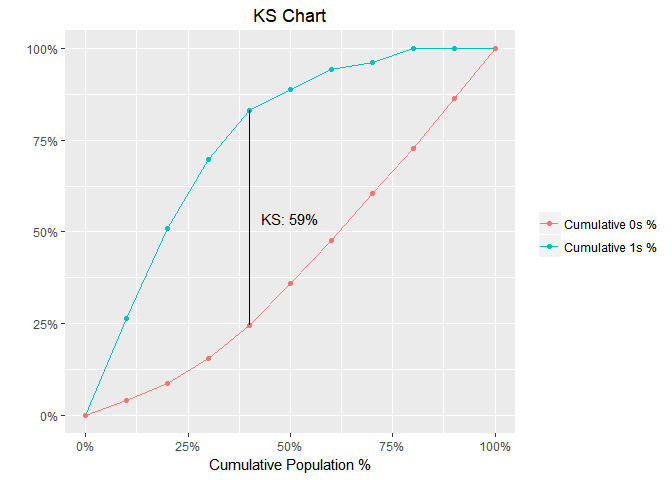 KS Chart
100%
75%
50%
25%
0%
KS: 59%
Cumulative 0s %
Cumulative 1s %
0%
25%
50%
75%
100%
Cumulative Population %